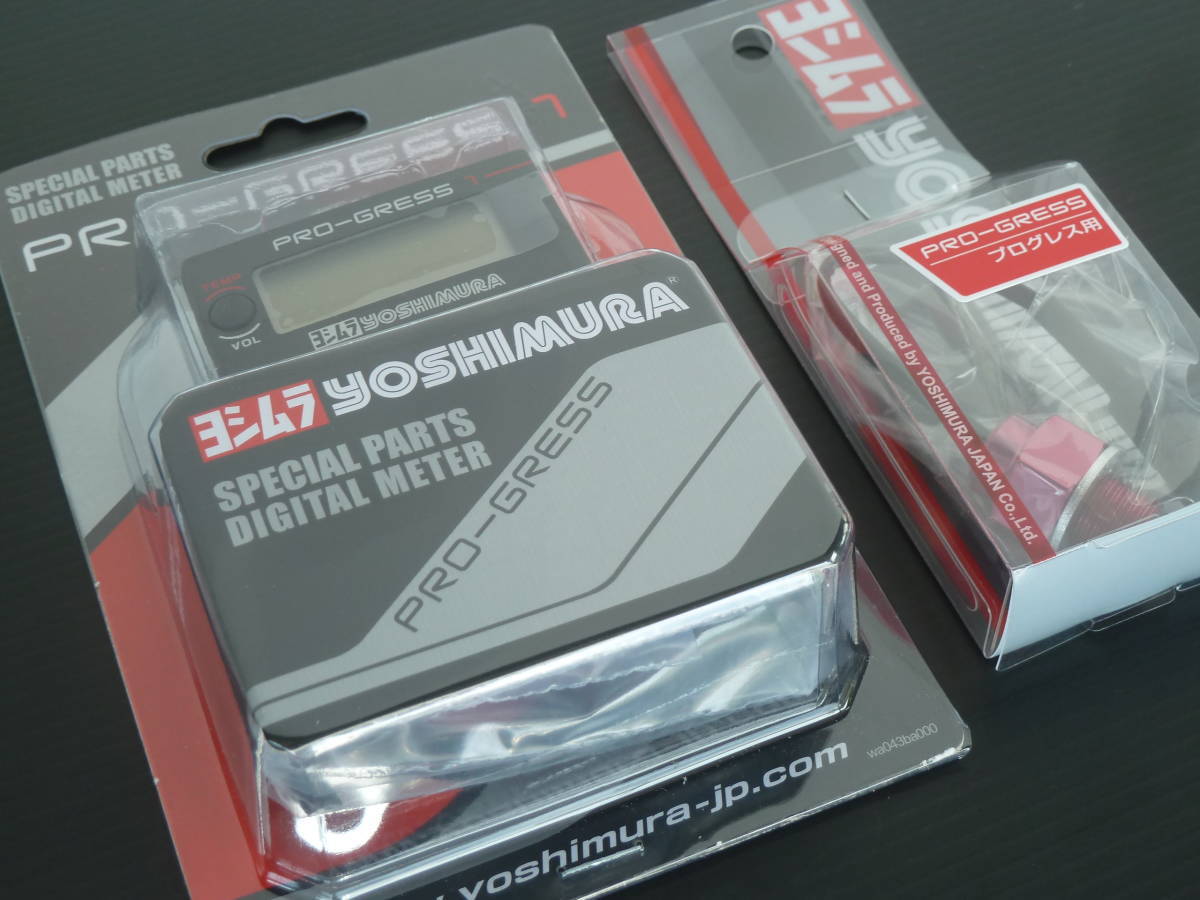 SPECIAL PARTS
DIGITAL METER
PRO-GRESS 1
PRO-GRESS 1
TEMP
VOL
ヨシムラ YOSHIMURA
ヨシムラ YOSHIMURA®
SPECIAL PARTS
DIGITAL METER
PRO-GRESS
yoshimura-jp.com
wa043ba000
ヨシムラ
PRO-GRESS
プログレス用
Designed and Produced by YOSHIMURA JAPAN Co.,Ltd.